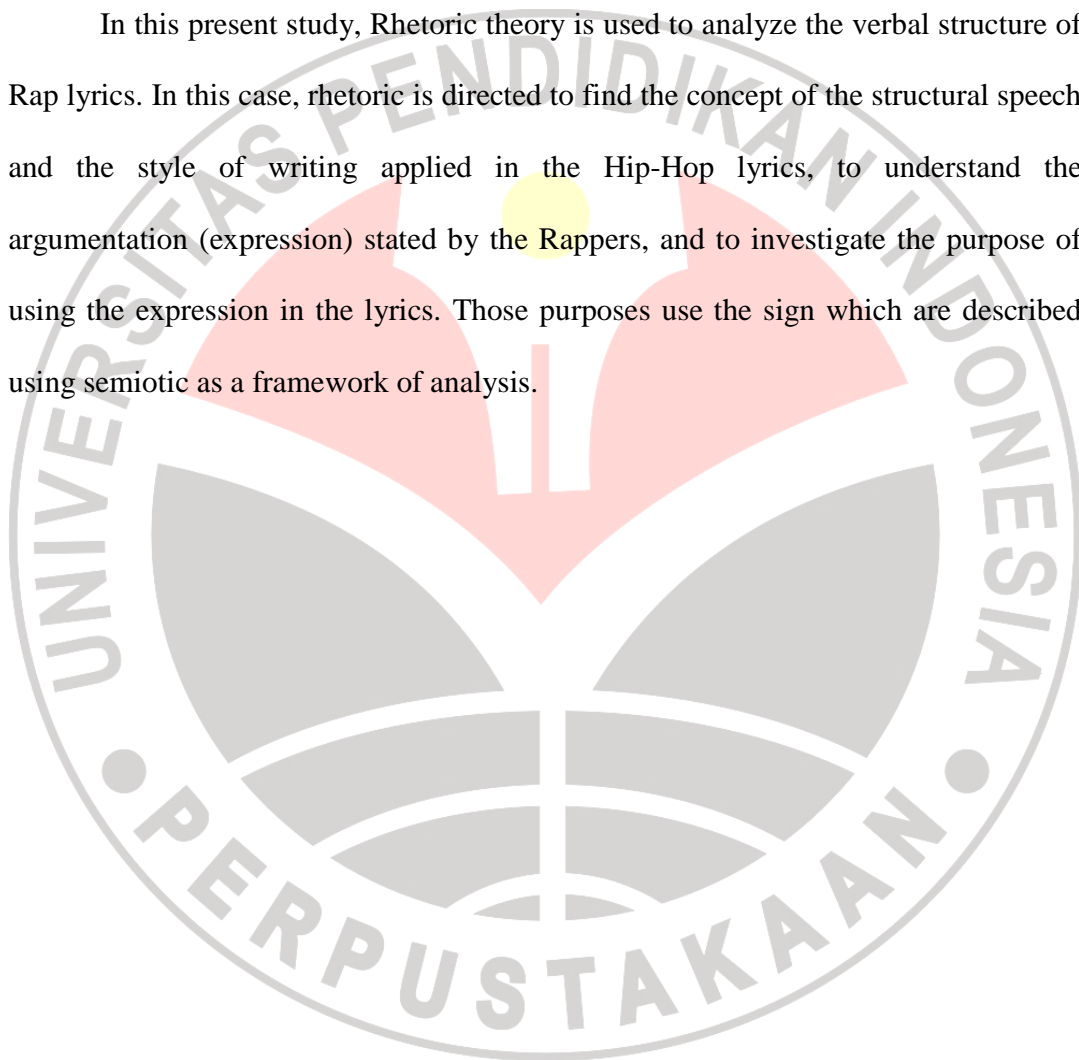 In this present study, Rhetoric theory is used to analyze the verbal structure of
Rap lyrics. In this case, rhetoric is directed to find the concept of the structural speech
and the style of writing applied in the Hip-Hop lyrics, to understand the
argumentation (expression) stated by the Rappers, and to investigate the purpose of
using the expression in the lyrics. Those purposes use the sign which are described
using semiotic as a framework of analysis.
UNIVERSITAS PENDIDIKAN INDONESIA
PERPUSTAKAAN